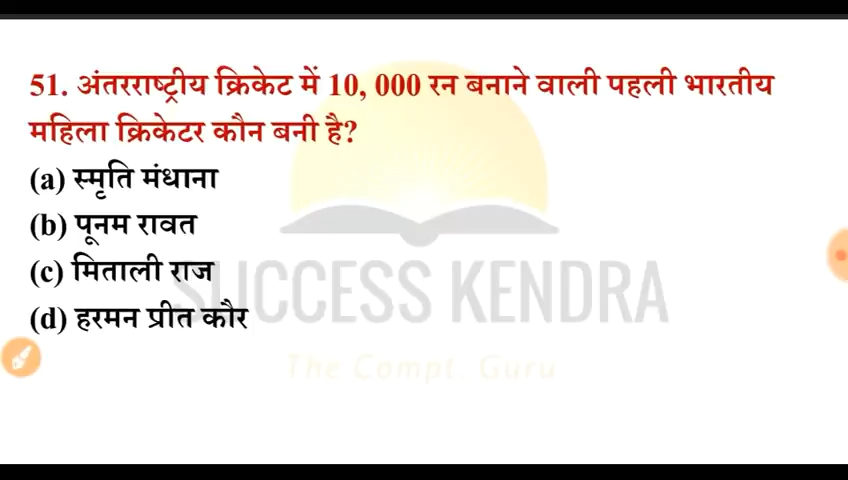 51. अंतरराष्ट्रीय क्रिकेट में 10, 000 रन बनाने वाली पहली भारतीय
महिला क्रिकेटर कौन बनी है?
(a) स्मृति मंधाना
(b) पूनम रावत
(c) मिताली राज
(d) हरमन प्रीत कौर
SUCCESS KENDRA
The Compt. Guru